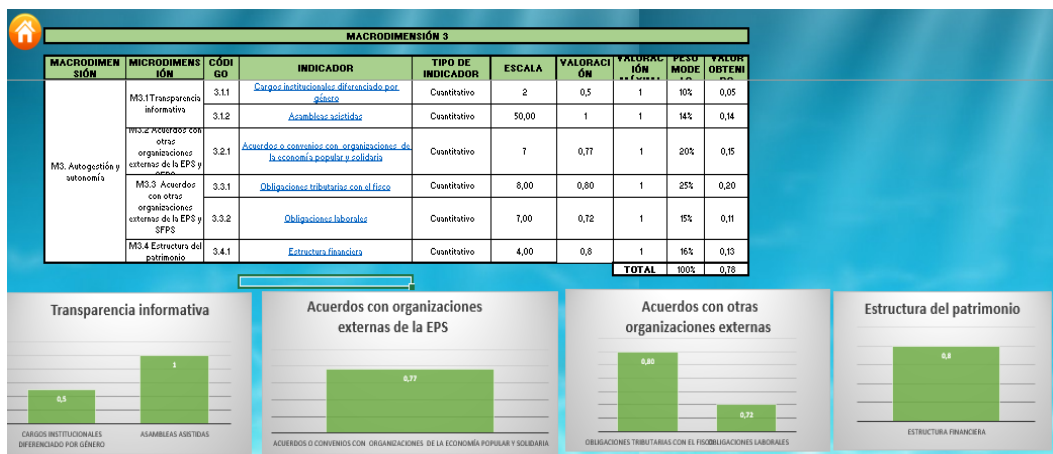 MACRODIMENSIÓN 3
MACRODIMEN
SIÓN
MICRODIMENS
IÓN
CÓDI
GO
INDICADOR
TIPO DE
INDICADOR
ESCALA
VALORACI
ÓN
VALORAC
IÓN
PESO
MODE
VALOR
OBTENI
M3. Autogestión y
autonomía
M3.1Transparencia
informativa
3.1.1
Cargos institucionales diferenciado por
género
Cuantitativo
2
0,5
1
10%
0,05
3.1.2
Asambleas asistidas
Cuantitativo
50,00
1
1
14%
0,14
M3.2 Acuerdos con
otras
organizaciones
externas de la EPS y
3.2.1
Acuerdos o convenios con organizaciones de
la economía popular y solidaria
Cuantitativo
7
0,77
1
20%
0,15
M3.3 Acuerdos
con otras
organizaciones
externas de la EPS y
SFPS
3.3.1
Obligaciones tributarias con el fisco
Cuantitativo
8,00
0,80
1
25%
0,20
3.3.2
Obligaciones laborales
Cuantitativo
7,00
0,72
1
15%
0,11
M3.4 Estructura del
patrimonio
3.4.1
Estructura financiera
Cuantitativo
4,00
0,8
1
16%
0,13
TOTAL
100%
0,78
Transparencia informativa
0,5
1
CARGOS INSTITUCIONALES
DIFERENCIADO POR GÉNERO
ASAMBLEAS ASISTIDAS
Acuerdos con organizaciones
externas de la EPS
0,77
ACUERDOS O CONVENIOS CON ORGANIZACIONES DE LA ECONOMÍA POPULAR Y SOLIDARIA
Acuerdos con otras
organizaciones externas
0,80
0,72
OBLIGACIONES TRIBUTARIAS CON EL FISCO
OBLIGACIONES LABORALES
Estructura del patrimonio
0,8
ESTRUCTURA FINANCIERA